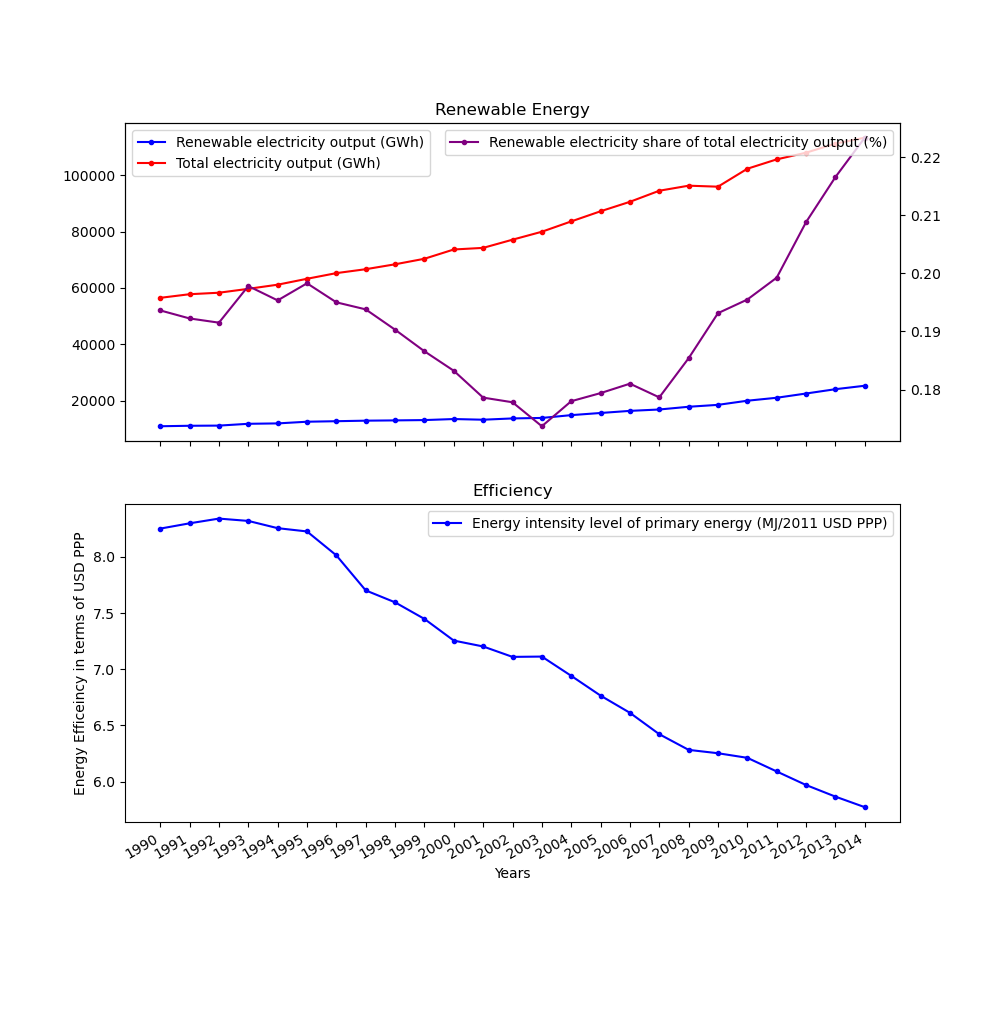 Renewable Energy
Renewable electricity output (GWh)
Total electricity output (GWh)
Renewable electricity share of total electricity output (%)
100000
80000
60000
40000
20000
0.22
0.21
0.20
0.19
0.18
Efficiency
Energy intensity level of primary energy (MJ/2011 USD PPP)
Energy Efficeincy in terms of USD PPP
8.0
7.5
7.0
6.5
6.0
1990 1991 1992 1993 1994 1995 1996 1997 1998 1999 2000 2001 2002 2003 2004 2005 2006 2007 2008 2009 2010 2011 2012 2013 2014
Years